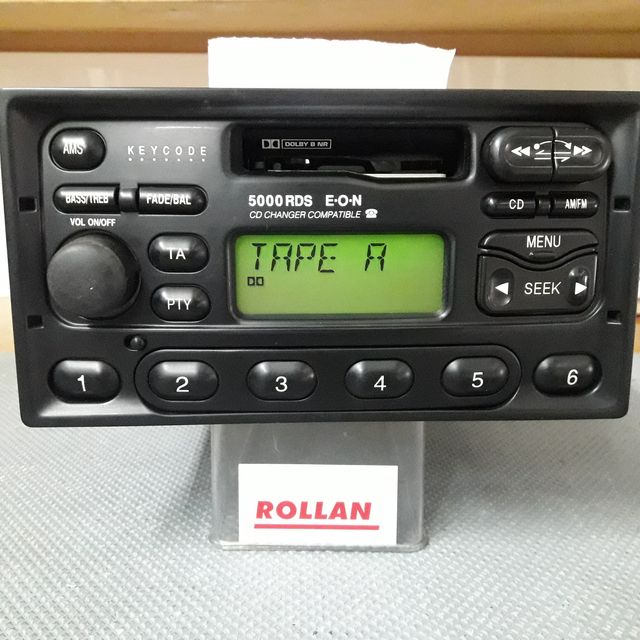 AMS
KEYCODE
DOLBY B NR
BASS/TREB
FADE/BAL
5000 RDS E·O·N
CD CHANGER COMPATIBLE
CD
AM/FM
VOL ON/OFF
TA
TAPE A
MENU
PTY
SEEK
1
2
3
4
5
6
ROLLAN